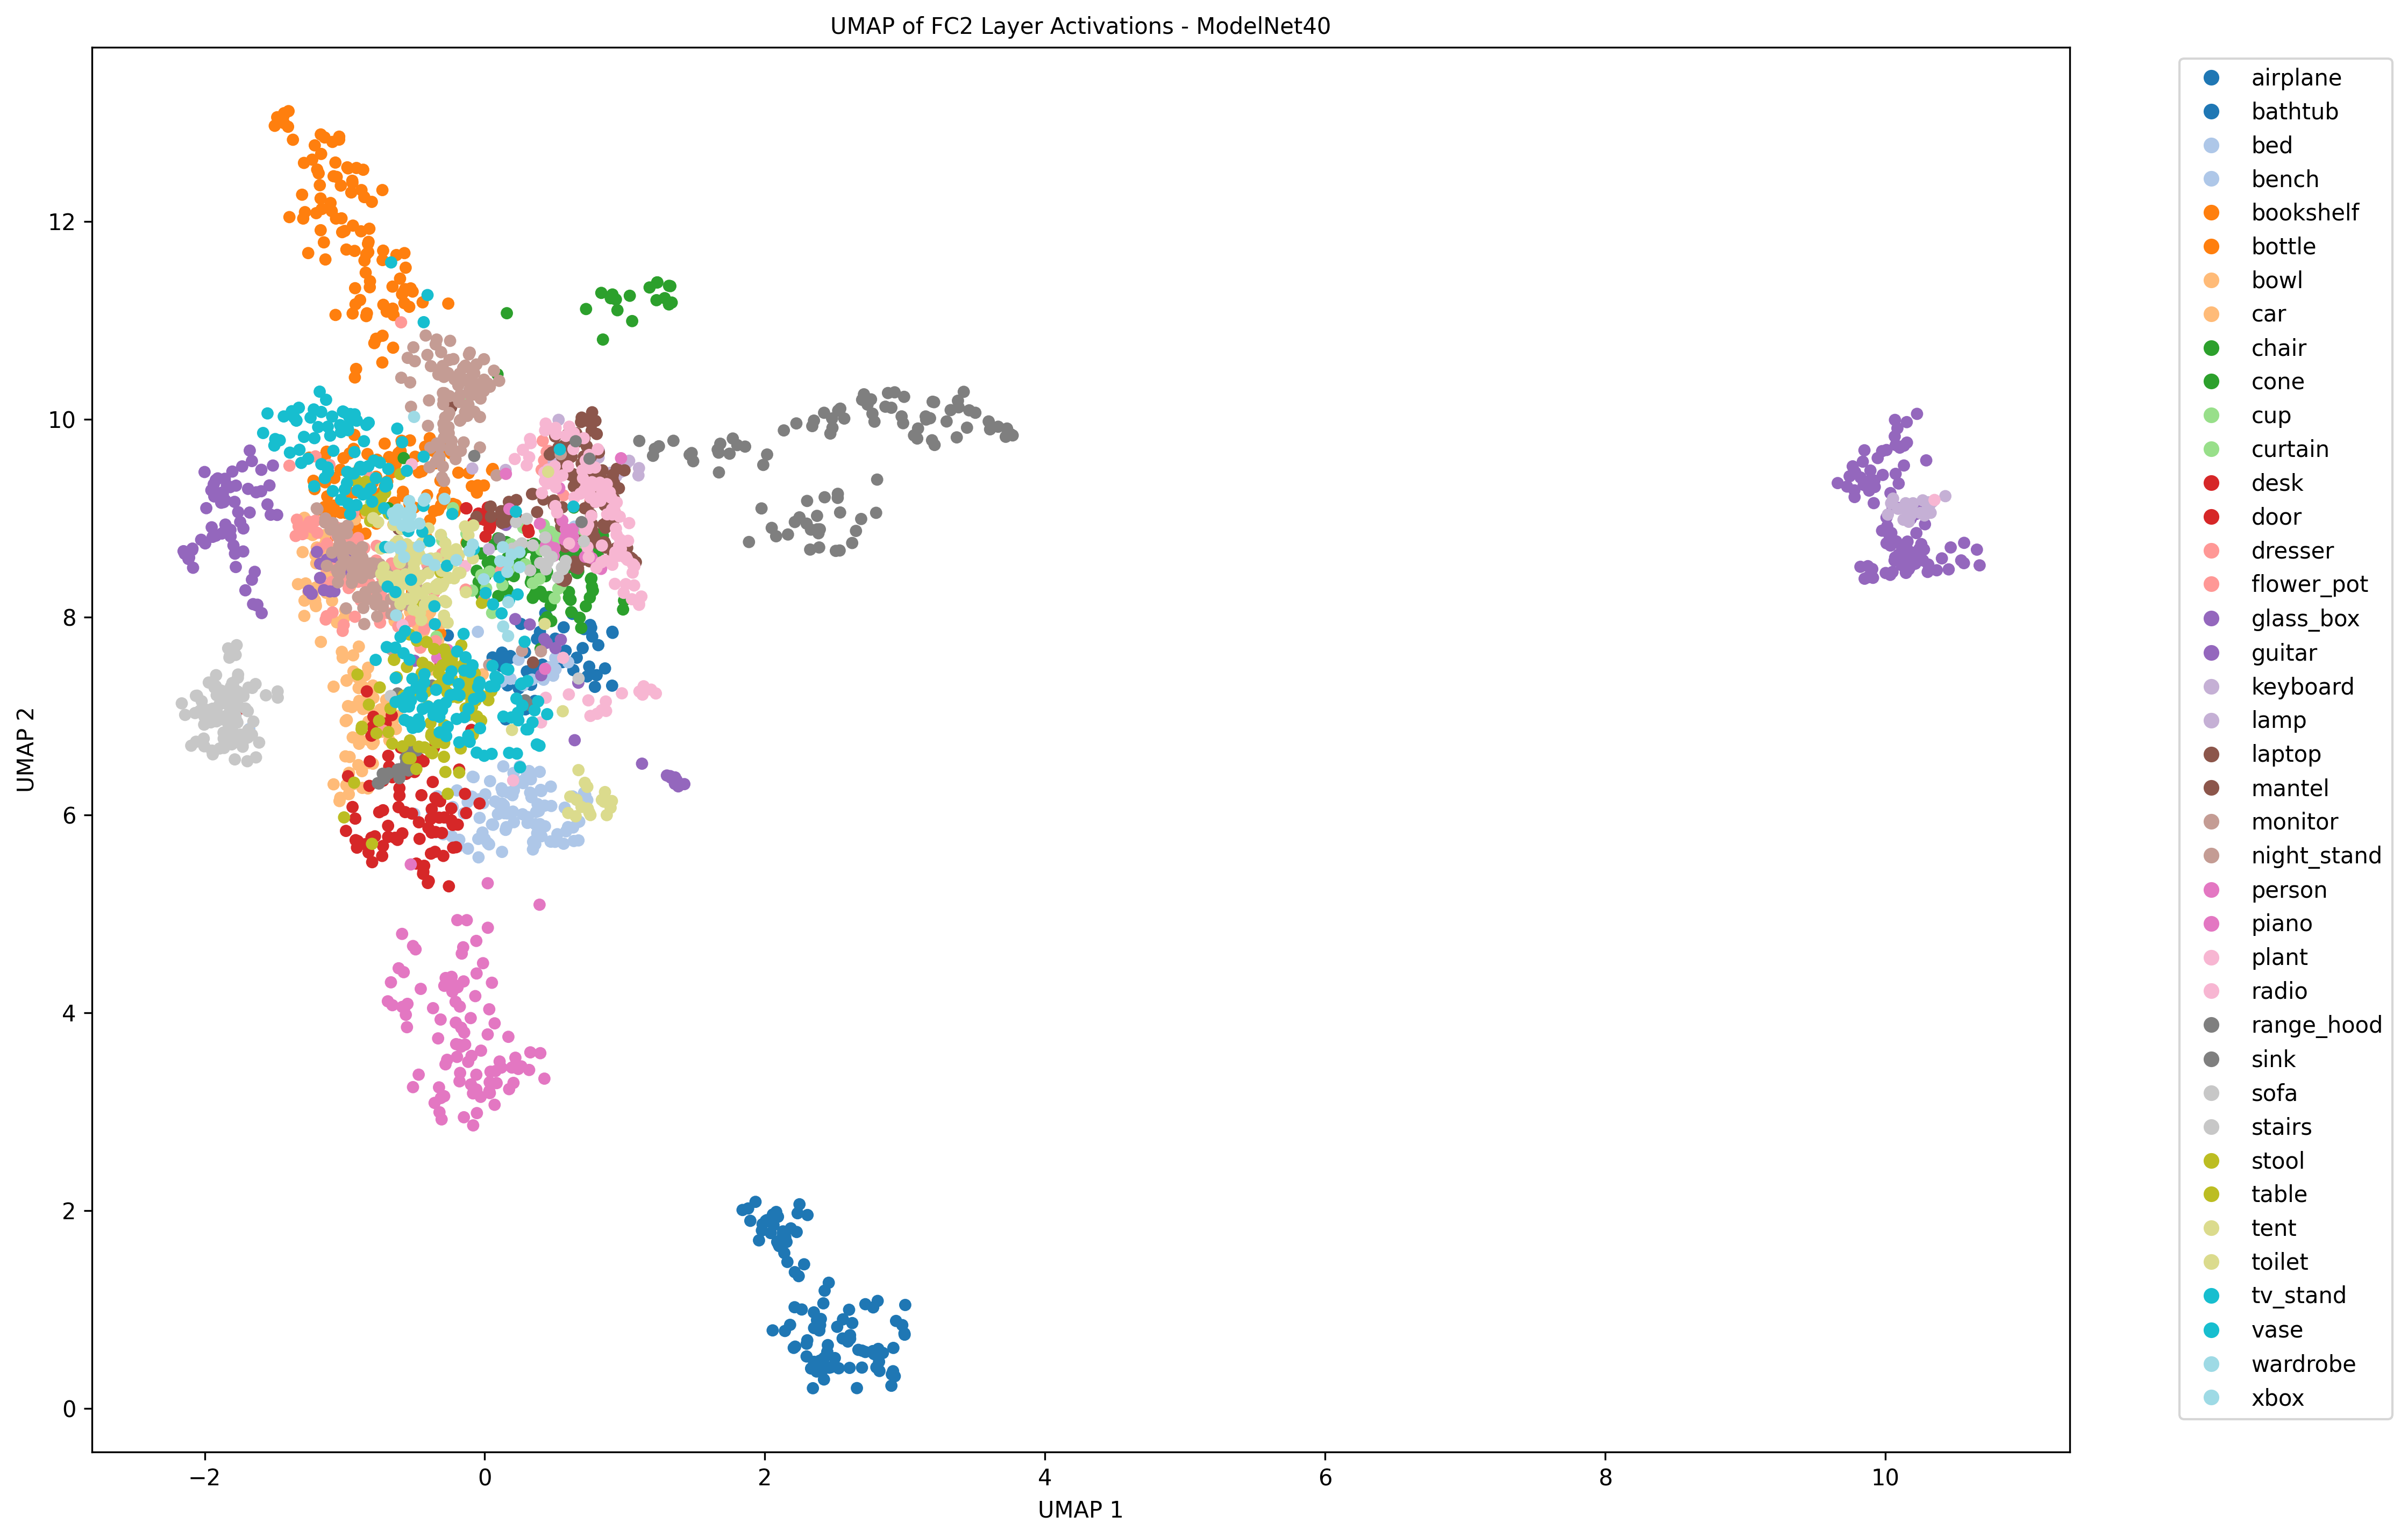 UMAP of FC2 Layer Activations - ModelNet40
UMAP 2
12
10
8
6
4
2
0
−2
0
2
4
6
8
10
UMAP 1
airplane
bathtub
bed
bench
bookshelf
bottle
bowl
car
chair
cone
cup
curtain
desk
door
dresser
flower_pot
glass_box
guitar
keyboard
lamp
laptop
mantel
monitor
night_stand
person
piano
plant
radio
range_hood
sink
sofa
stairs
stool
table
tent
toilet
tv_stand
vase
wardrobe
xbox